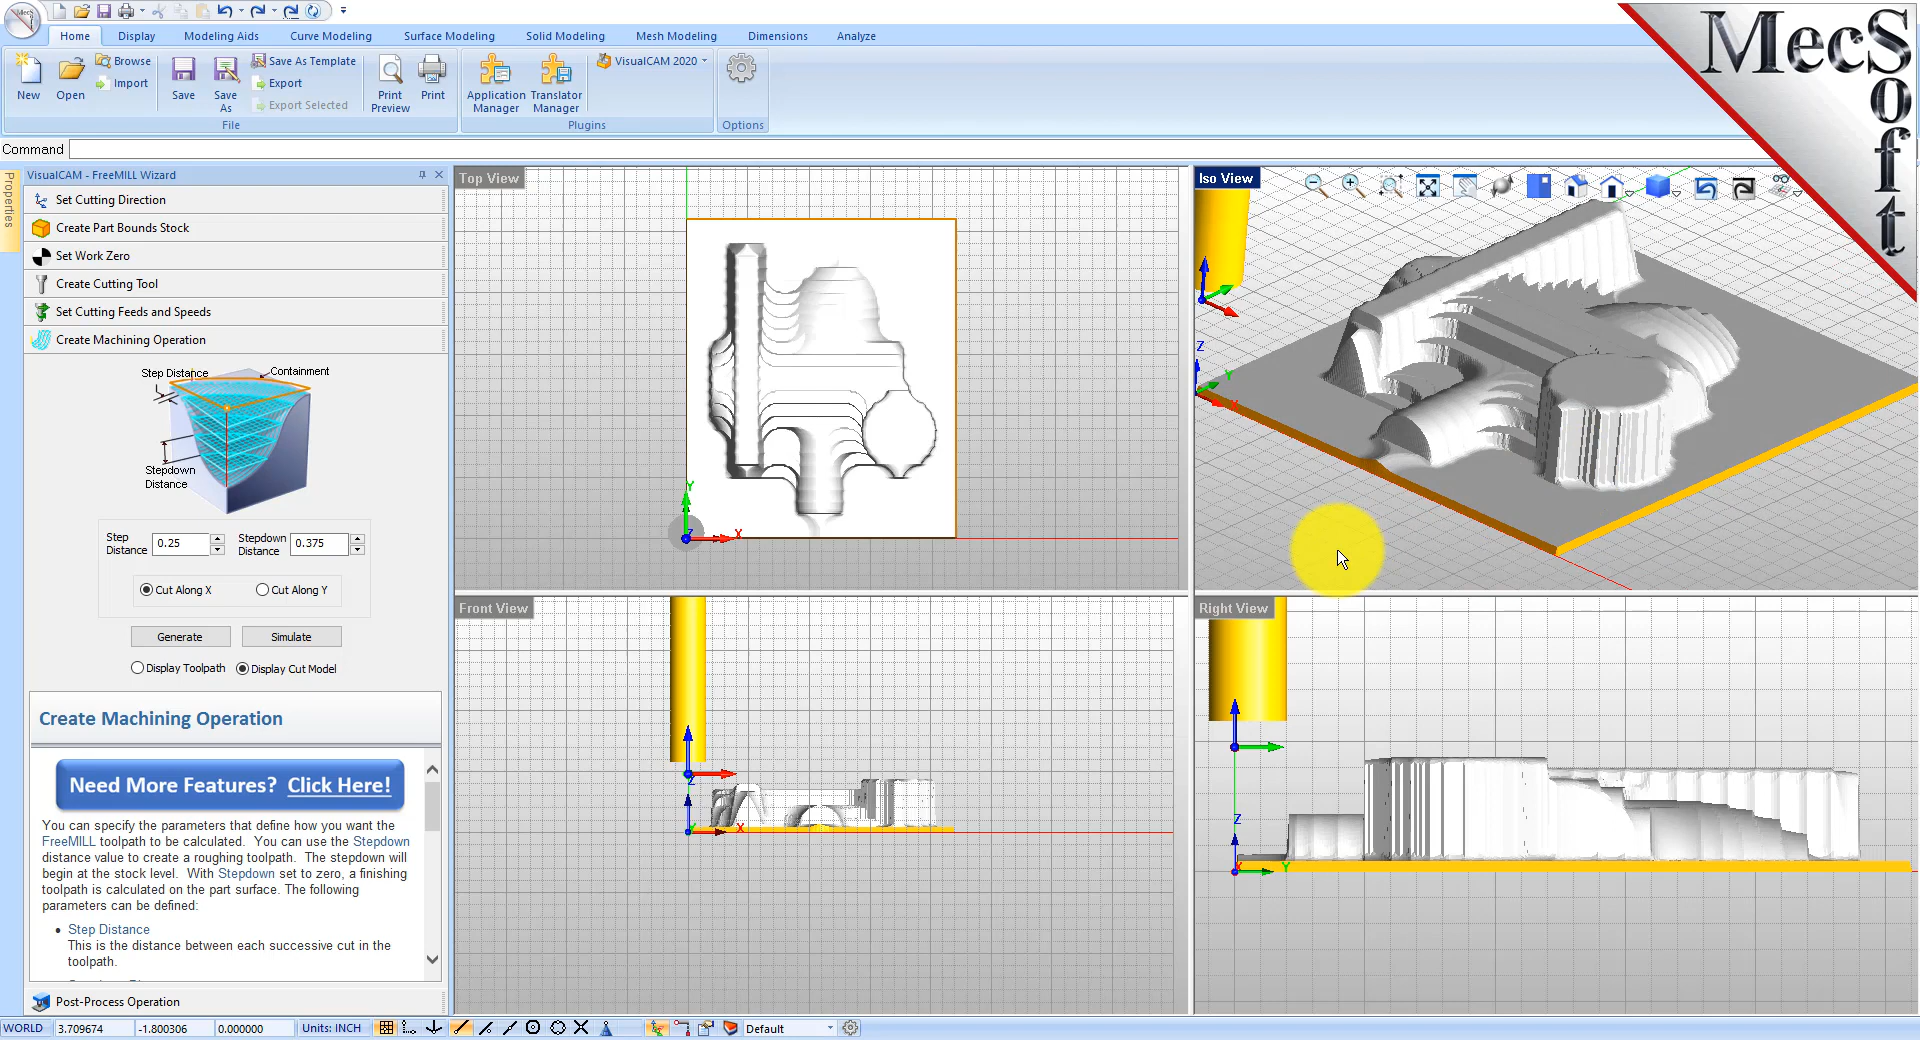 MecSoft
Home Display Modeling Aids Curve Modeling Surface Modeling Solid Modeling Mesh Modeling Dimensions Analyze
New
Open
Browse
Import
Save
Save As
Save As Template
Export
Export Selected
Print Preview
Print
File
Application Manager
Translator Manager
VisualCAM 2020
Plugins
Options
Command
Properties
VisualCAM - FreeMILL Wizard
Set Cutting Direction
Create Part Bounds Stock
Set Work Zero
Create Cutting Tool
Set Cutting Feeds and Speeds
Create Machining Operation
Step Distance
Containment
Stepdown
Distance
Step Distance 0.25 Stepdown Distance 0.375
Cut Along X Cut Along Y
Generate Simulate
Display Toolpath Display Cut Model
Create Machining Operation
Need More Features? Click Here!
You can specify the parameters that define how you want the
FreeMILL toolpath to be calculated. You can use the Stepdown
distance value to create a roughing toolpath. The stepdown will
begin at the stock level. With Stepdown set to zero, a finishing
toolpath is calculated on the part surface. The following
parameters can be defined:
• Step Distance
This is the distance between each successive cut in the
toolpath.
Post-Process Operation
Top View
Y
Z
X
Iso View
Z
Y
X
Front View
Z
Y
X
Right View
Z
X
Y
WORLD 3.709674 -1.800306 0.000000 Units: INCH Default